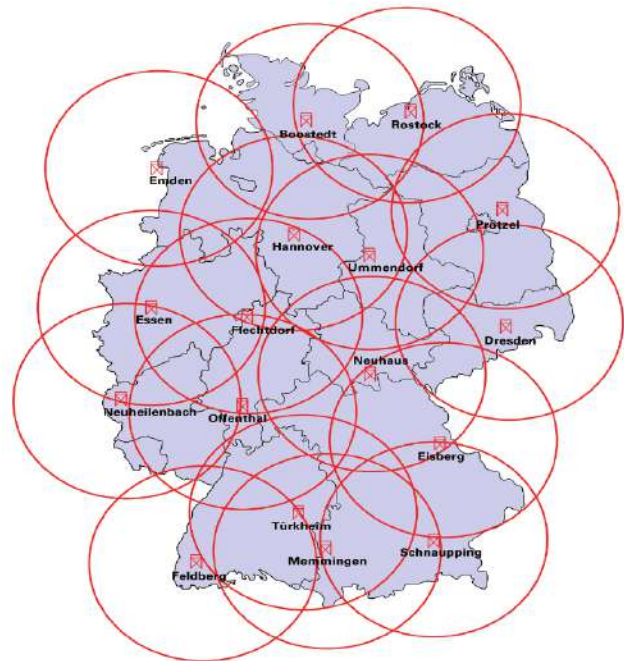 Rostock
Boostedt
Emden
Prötzel
Hannover
Ummendorf
Essen
Flechtdorf
Dresden
Neuhaus
Neuheilenbach
Offenthal
Eisberg
Türkheim
Schnaupping
Memmingen
Feldberg